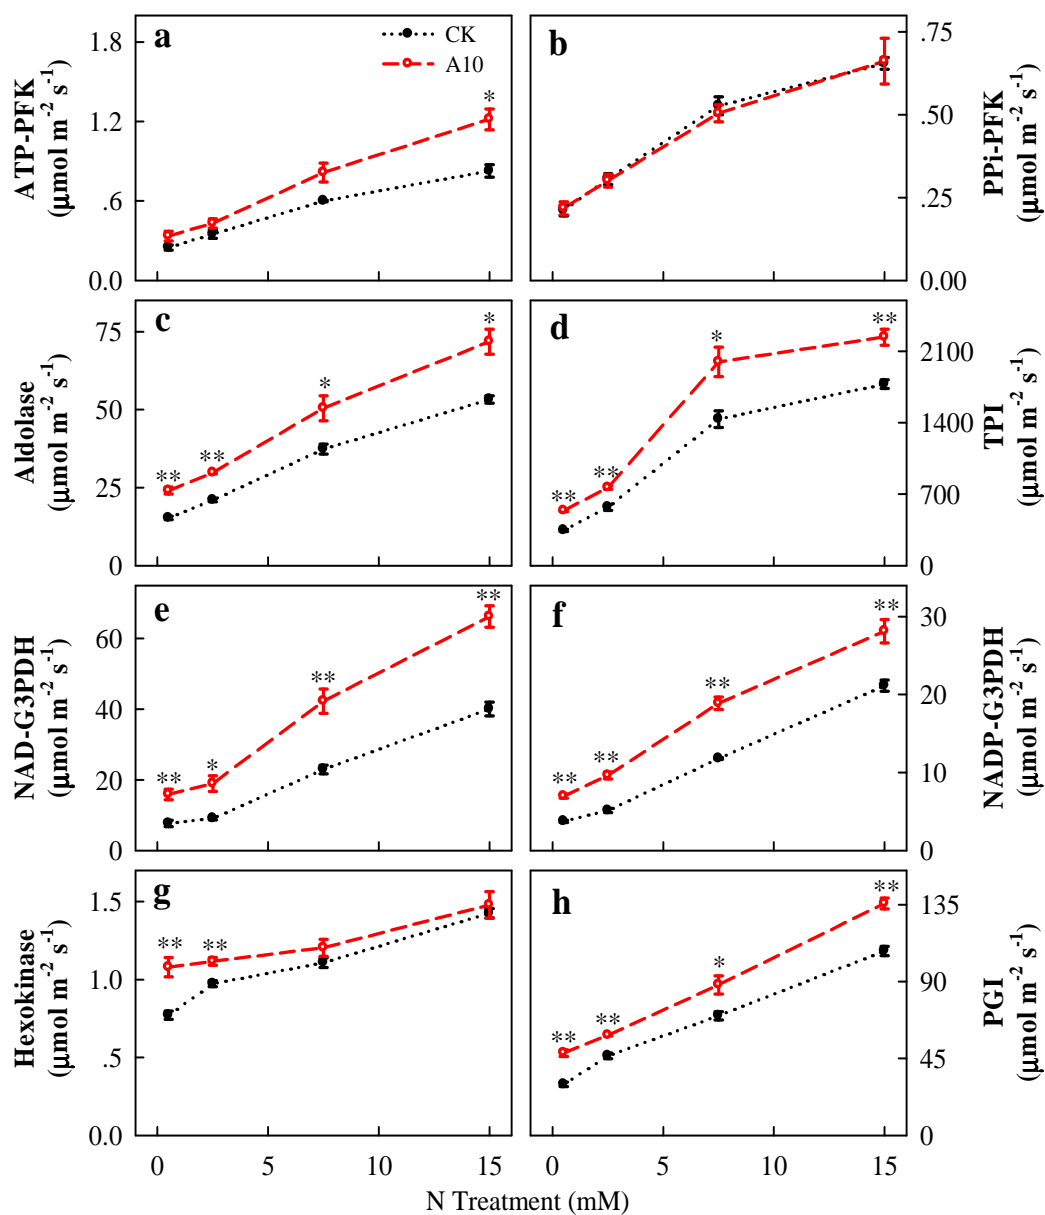 a
CK
A10
*
1.8
1.2
.6
0.0
ATP-PFK
(µmol m⁻² s⁻¹)
b
.75
.50
.25
0.00
PPi-PFK
(µmol m⁻² s⁻¹)
c
** ** * *
75
50
25
0
Aldolase
(µmol m⁻² s⁻¹)
d
** ** * **
2100
1400
700
0
TPI
(µmol m⁻² s⁻¹)
e
** * ** **
60
40
20
0
NAD-G3PDH
(µmol m⁻² s⁻¹)
f
** ** ** **
30
20
10
0
NADP-G3PDH
(µmol m⁻² s⁻¹)
g
** **
1.5
1.0
.5
0.0
Hexokinase
(µmol m⁻² s⁻¹)
h
** ** * **
135
90
45
0
PGI
(µmol m⁻² s⁻¹)
0 5 10 15 0 5 10 15
N Treatment (mM)